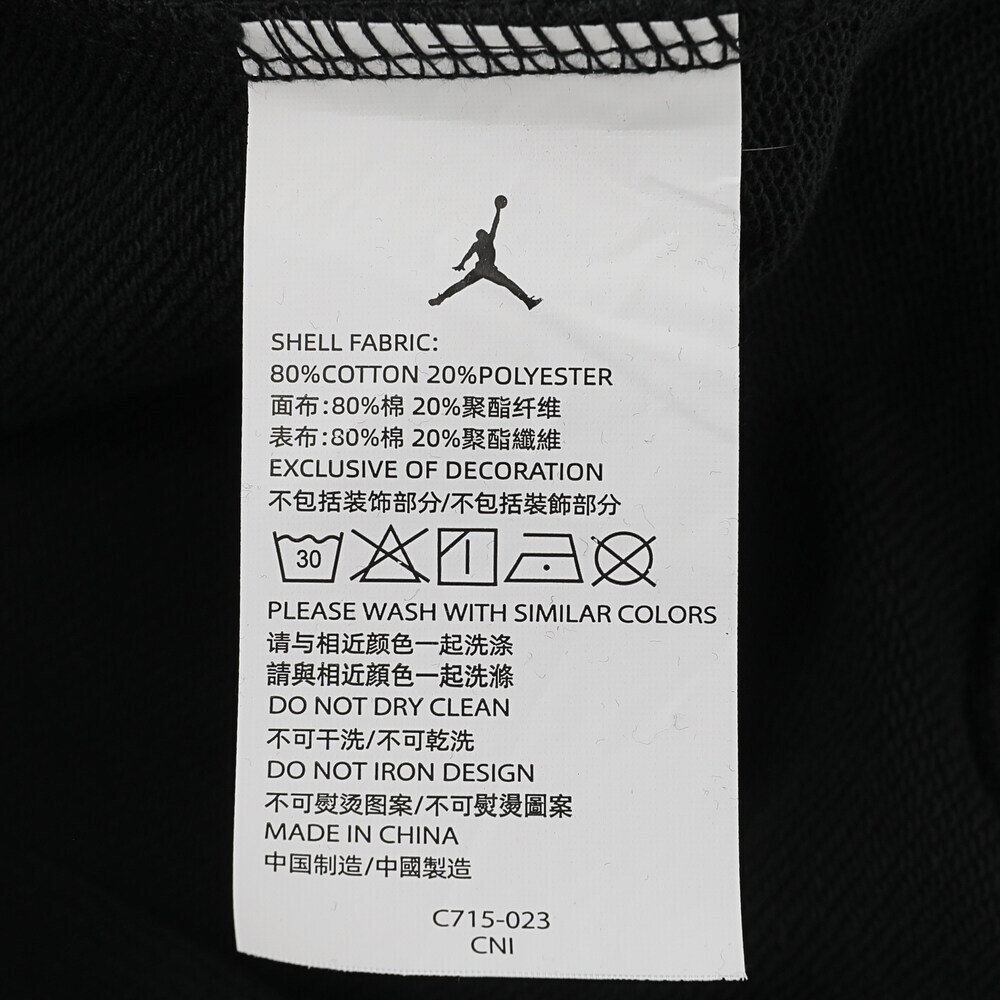 SHELL FABRIC:
80%COTTON 20%POLYESTER
面布:80%棉 20%聚酯纤维
表布:80%棉 20%聚酯纖維
EXCLUSIVE OF DECORATION
不包括装饰部分/不包括裝飾部分
30
PLEASE WASH WITH SIMILAR COLORS
请与相近颜色一起洗涤
請與相近顏色一起洗滌
DO NOT DRY CLEAN
不可干洗/不可乾洗
DO NOT IRON DESIGN
不可熨烫图案/不可熨燙圖案
MADE IN CHINA
中国制造/中國製造
C715-023
CNI